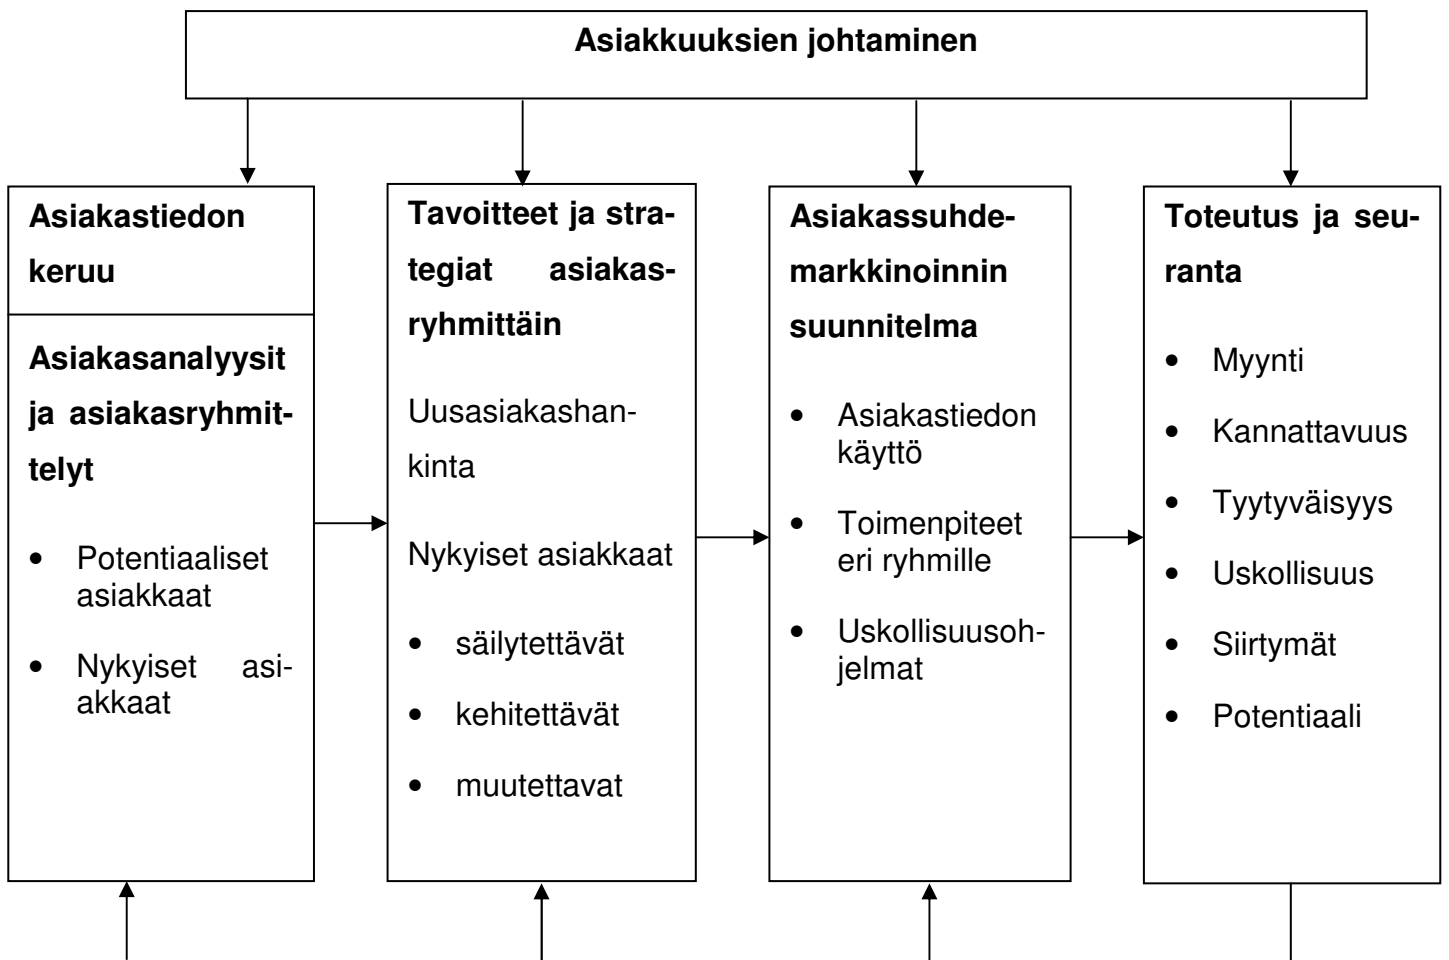 Asiakkuuksien johtaminen
Asiakastiedon
keruu
Asiakasanalyysit
ja asiakasryhmit-
telyt
• Potentiaaliset
asiakkaat
• Nykyiset asi-
akkaat
Tavoitteet ja stra-
tegiat asiakas-
ryhmittäin
Uusasiakashan-
kinta
Nykyiset asiakkaat
• säilytettävät
• kehitettävät
• muutettavat
Asiakassuhde-
markkinoinnin
suunnitelma
• Asiakastiedon
käyttö
• Toimenpiteet
eri ryhmille
• Uskollisuusoh-
jelmat
Toteutus ja seu-
ranta
• Myynti
• Kannattavuus
• Tyytyväisyys
• Uskollisuus
• Siirtymät
• Potentiaali